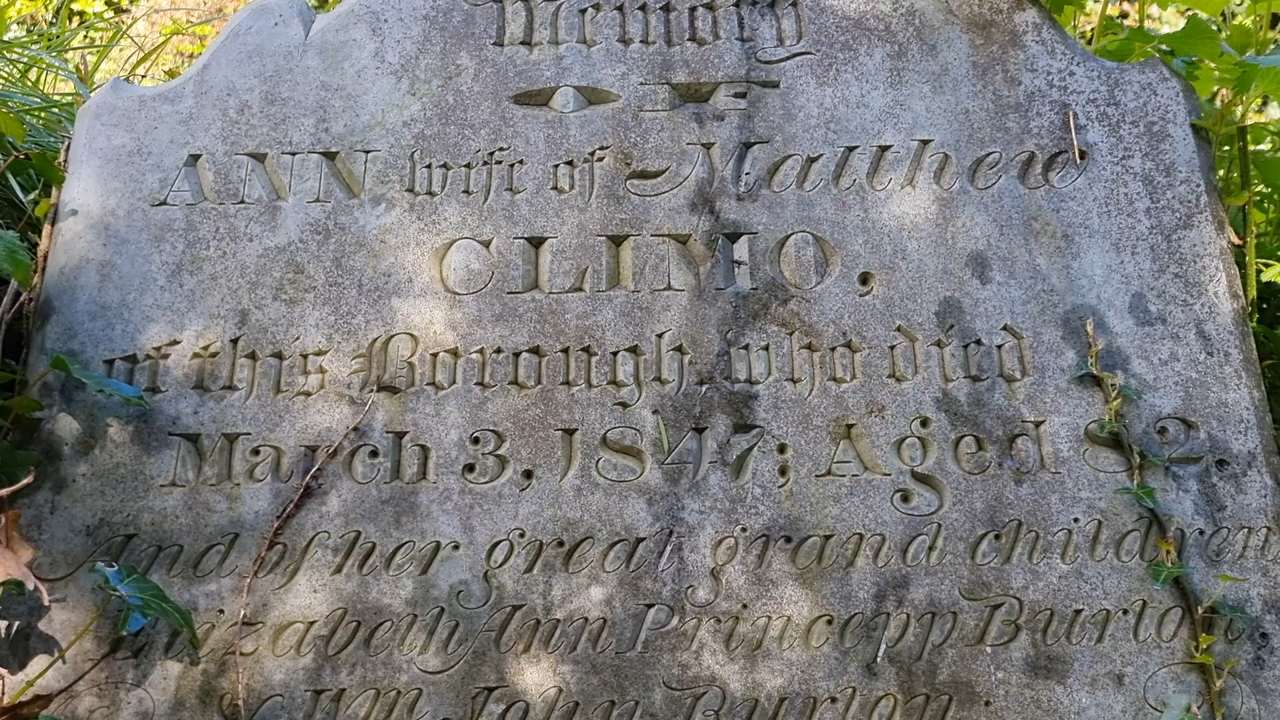 Memory
OF
ANN wife of Matthew
CLIMO,
of this Borough, who died
March 3, 1847; Aged 82.
And of her great grand children
Elizabeth Ann Princepp Burton
& Wm. John Burton